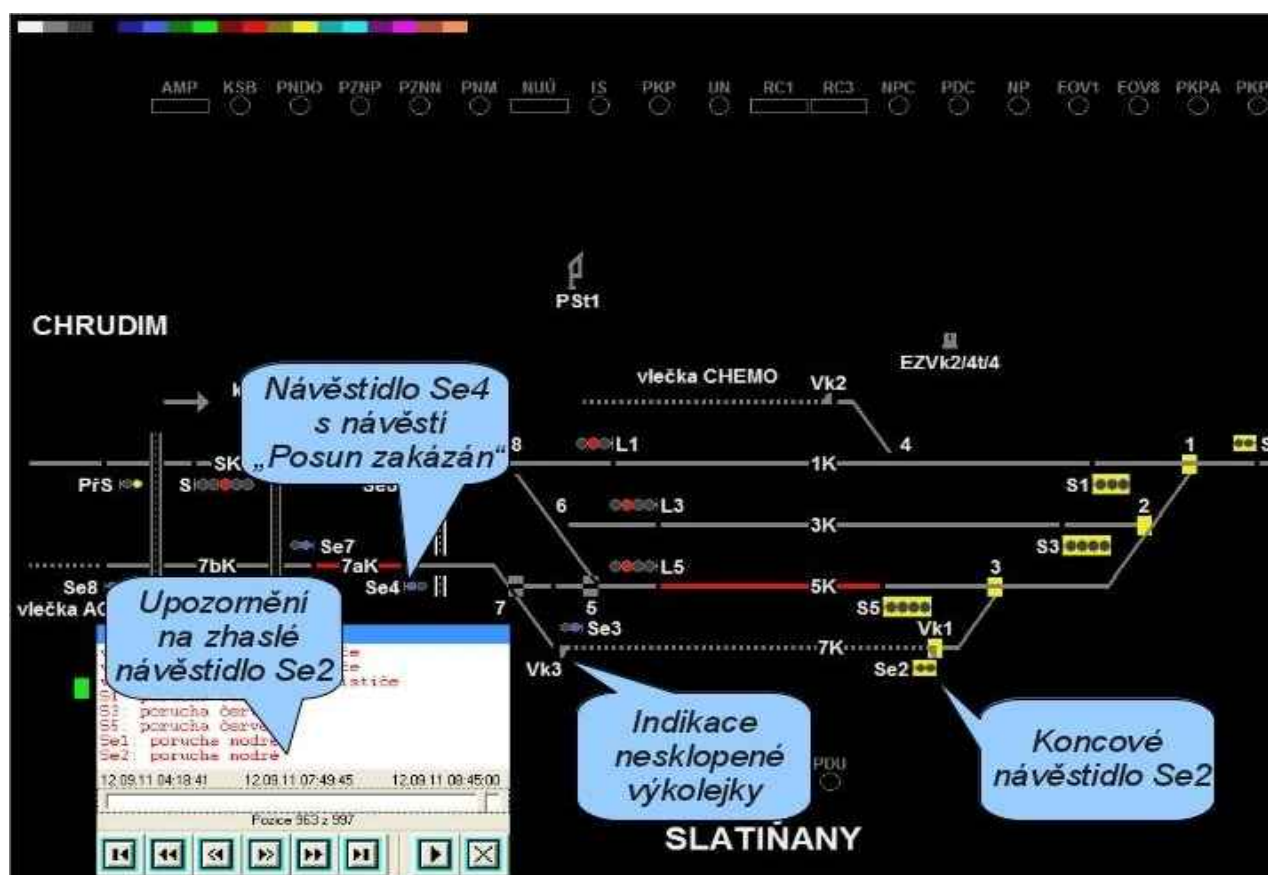 AMP KSB PNDO PZNP PZNN PNM NUÚ IS PKP UN RC1 RC3 NPC PDC NP EOV1 EOV8 PKPA PKP
PSt1
CHRUDIM
EZVk2/4t/4
vlečka CHEMO Vk2
Návěstidlo Se4
s návěstí
„Posun zakázán“
8 L1 4 1
SK 1K
PřS S S1
6 L3 2
3K
S3
Se7 L5 3
7bK 7aK 5K
Se8 Se4 7 5 S5
vlečka
Se3 Vk1
7K
Vk3 Se2
Upozornění
na zhaslé
návěstidlo Se2
S3: porucha
S5: porucha
Se1: porucha modré
Se2: porucha modré
12.09.11 04:18:41 12.09.11 07:49:45 12.09.11 08:45:00
Pozice 963 z 997
Indikace
nesklopené
výkolejky
Koncové
návěstidlo Se2
PDU
SLATIŇANY